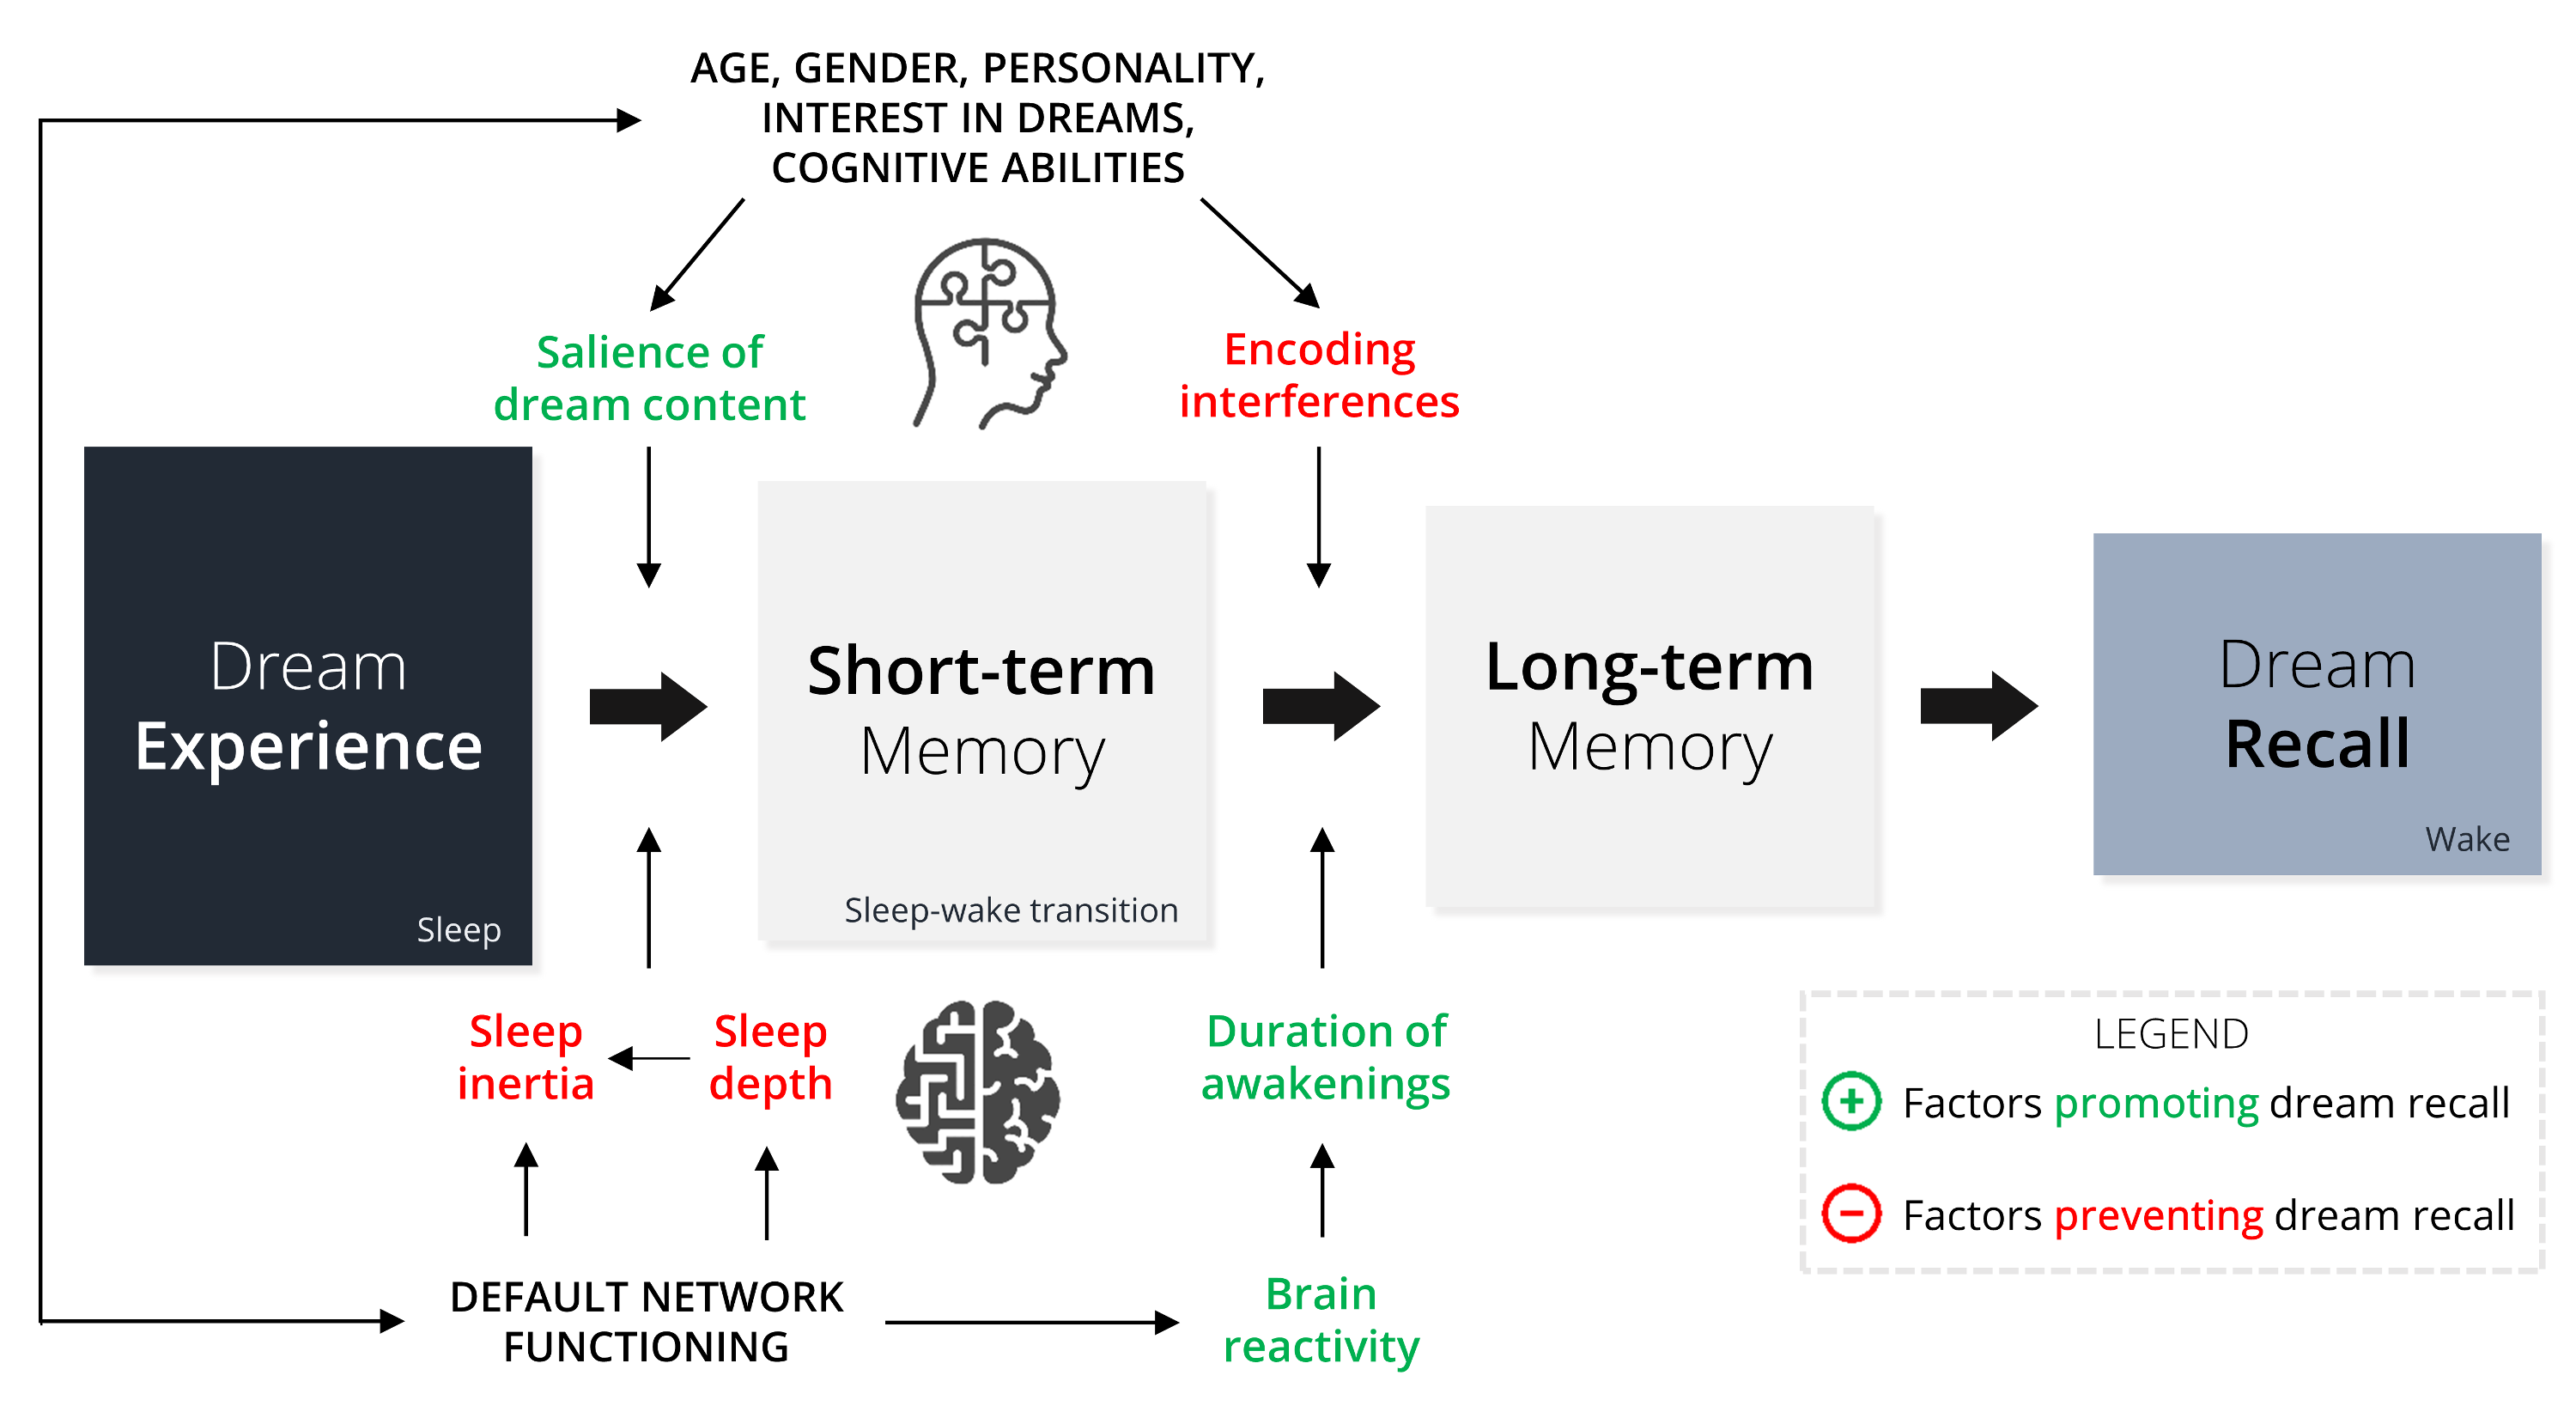 AGE, GENDER, PERSONALITY,
INTEREST IN DREAMS,
COGNITIVE ABILITIES
Salience of
dream content
Encoding
interferences
Dream
Experience
Sleep
Short-term
Memory
Sleep-wake transition
Long-term
Memory
Dream
Recall
Wake
Sleep
inertia
Sleep
depth
Duration of
awakenings
DEFAULT NETWORK
FUNCTIONING
Brain
reactivity
LEGEND
Factors promoting dream recall
Factors preventing dream recall